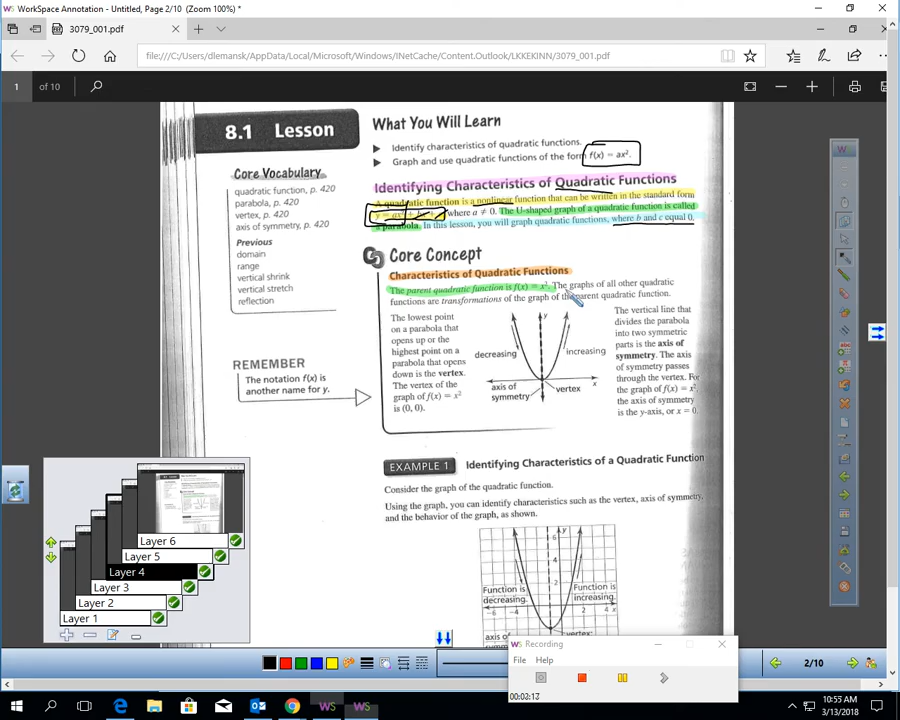 WorkSpace Annotation - Untitled, Page 2/10 (Zoom 100%)
3079_001.pdf
file:///C:/Users/dlemansk/AppData/Local/Microsoft/Windows/INetCache/Content.Outlook/LKKEKINN/3079_001.pdf
1 of 10
8.1 Lesson
What You Will Learn
Identify characteristics of quadratic functions.
Graph and use quadratic functions of the form f(x) = ax².
Core Vocabulary
quadratic function, p. 420
parabola, p. 420
vertex, p. 420
axis of symmetry, p. 420
Previous
domain
range
vertical shrink
vertical stretch
reflection
Identifying Characteristics of Quadratic Functions
A quadratic function is a nonlinear function that can be written in the standard form
y = ax² + bx + c, where a ≠ 0. The U-shaped graph of a quadratic function is called
a parabola. In this lesson, you will graph quadratic functions, where b and c equal 0.
Core Concept
Characteristics of Quadratic Functions
The parent quadratic function is f(x) = x². The graphs of all other quadratic
functions are transformations of the graph of the parent quadratic function.
The lowest point
on a parabola that
opens up or the
highest point on a
parabola that opens
down is the vertex.
The vertex of the
graph of f(x) = x²
is (0, 0).
y
decreasing
increasing
x
axis of
symmetry
vertex
The vertical line that
divides the parabola
into two symmetric
parts is the axis of
symmetry. The axis
of symmetry passes
through the vertex. For
the graph of f(x) = x²,
the axis of symmetry
is the y-axis, or x = 0.
REMEMBER
The notation f(x) is
another name for y.
EXAMPLE 1 Identifying Characteristics of a Quadratic Function
Consider the graph of the quadratic function.
Using the graph, you can identify characteristics such as the vertex, axis of symmetry,
and the behavior of the graph, as shown.
y
6
4
2
Function is
decreasing.
Function is
increasing.
−6 −4 2 4 x
axis of
vertex:
Layer 6
Layer 5
Layer 4
Layer 3
Layer 2
Layer 1
Recording
File Help
2/10
10:55 AM
3/13/2018